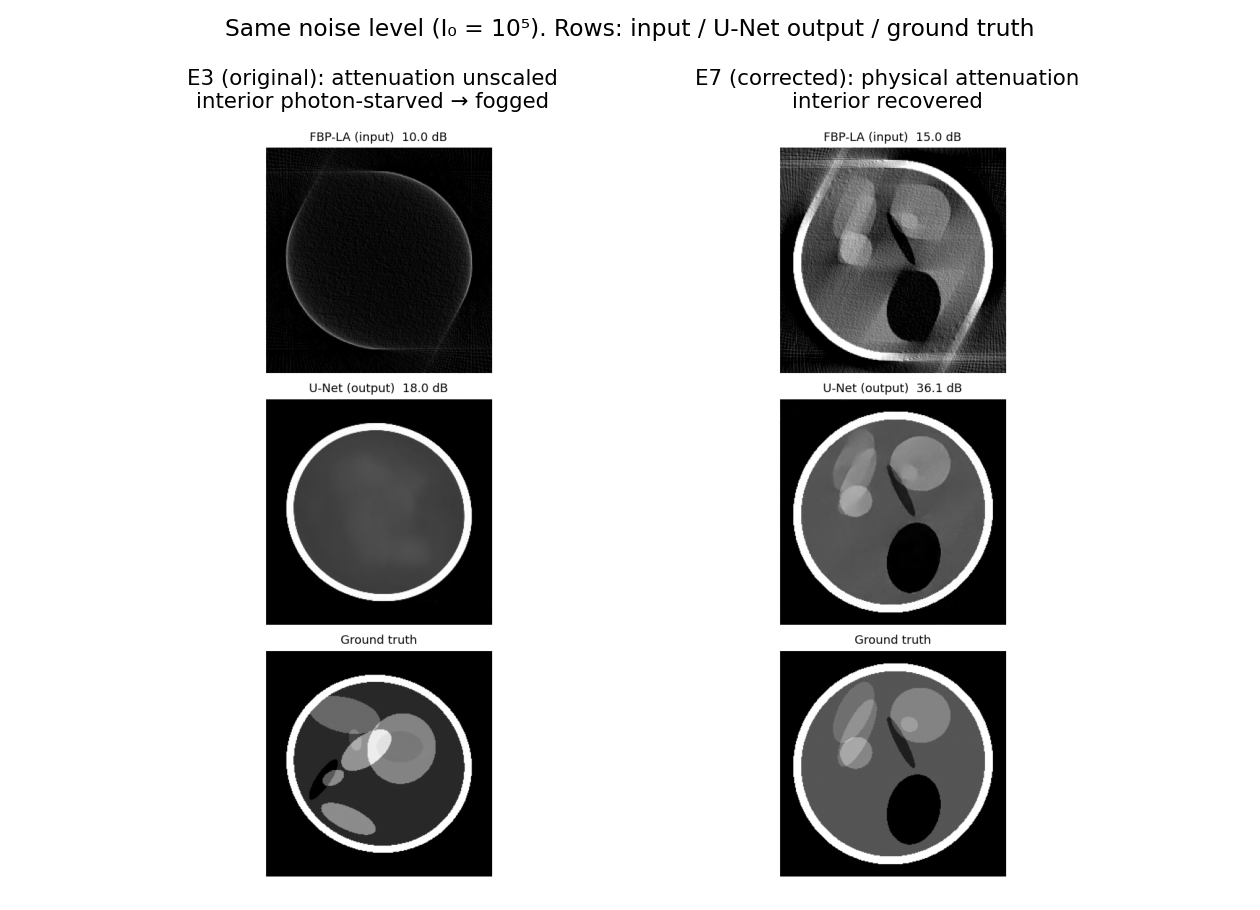 Same noise level (I₀ = 10⁵). Rows: input / U-Net output / ground truth
E3 (original): attenuation unscaled
interior photon-starved → fogged
FBP-LA (input)  10.0 dB
U-Net (output)  18.0 dB
Ground truth
E7 (corrected): physical attenuation
interior recovered
FBP-LA (input)  15.0 dB
U-Net (output)  36.1 dB
Ground truth